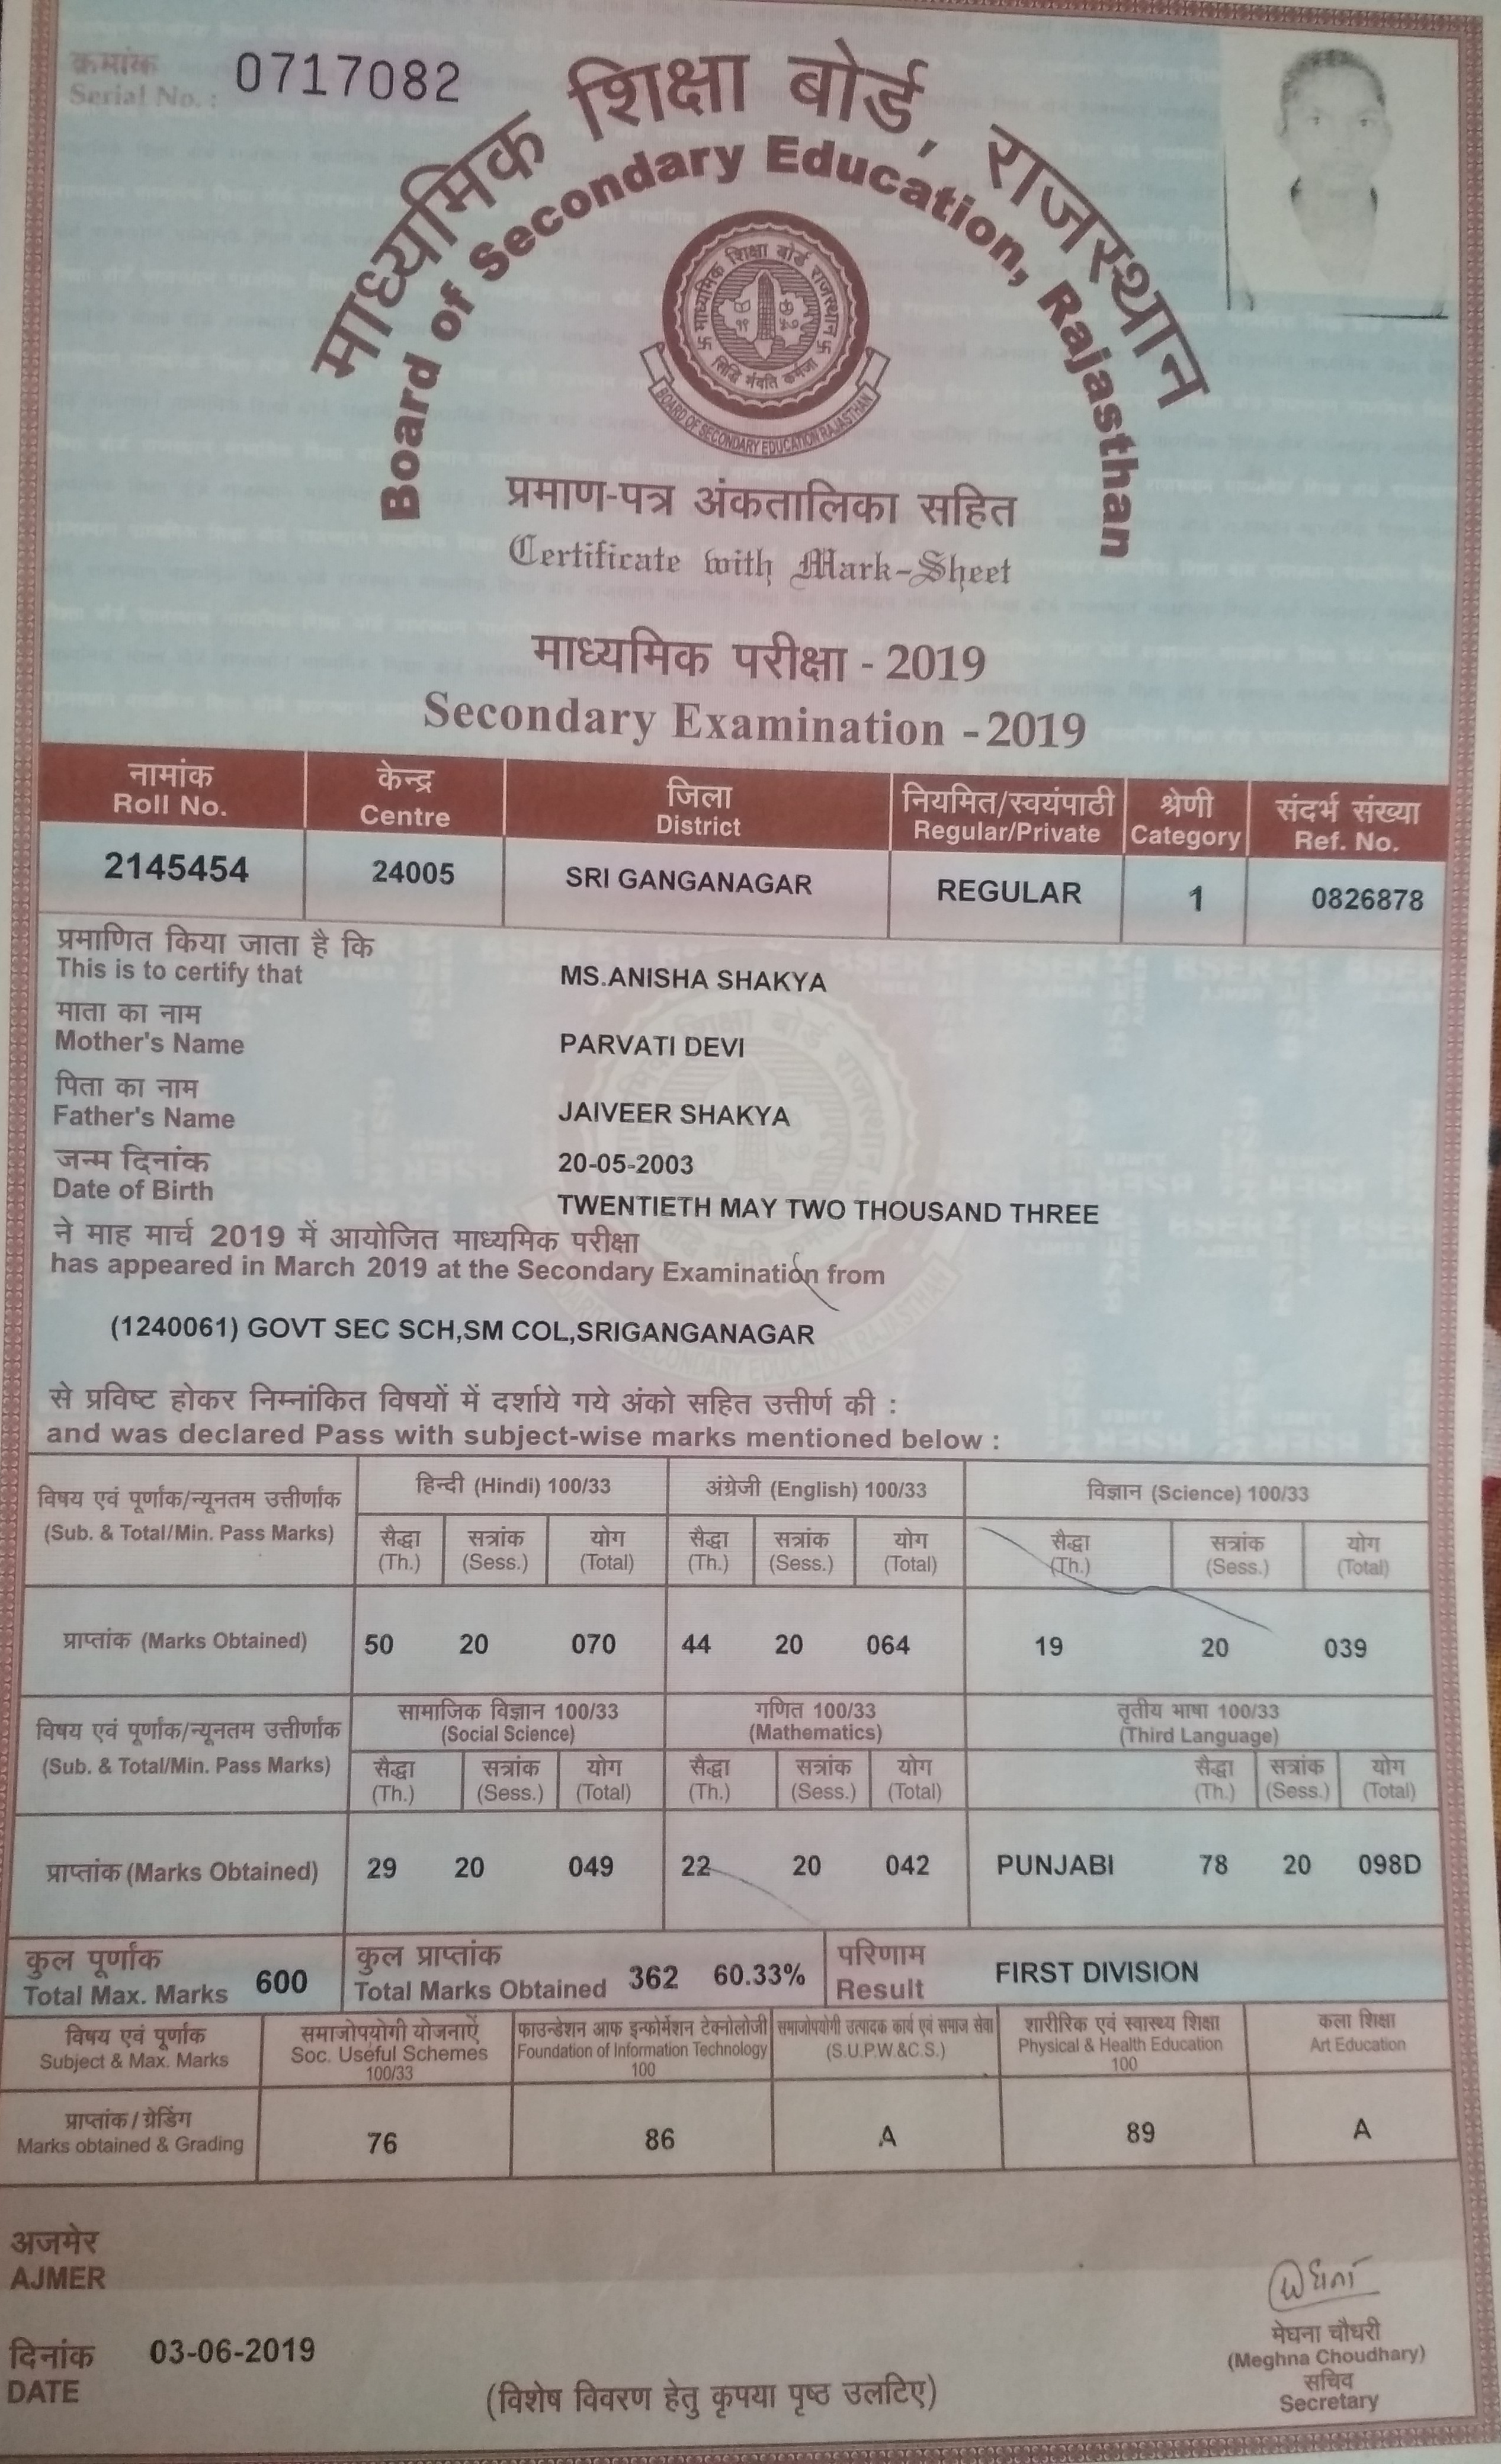 क्रमांक
Serial No. : 0717082
माध्यमिक शिक्षा बोर्ड, राजस्थान
Board of Secondary Education, Rajasthan
माध्यमिक शिक्षा बोर्ड राजस्थान
सिद्धि र्भवति कर्मजा
BOARD OF SECONDARY EDUCATION RAJASTHAN
प्रमाण-पत्र अंकतालिका सहित
Certificate with Mark-Sheet
माध्यमिक परीक्षा - 2019
Secondary Examination - 2019
नामांक केन्द्र जिला नियमित/स्वयंपाठी श्रेणी संदर्भ संख्या
Roll No. Centre District Regular/Private Category Ref. No.
2145454 24005 SRI GANGANAGAR REGULAR 1 0826878
प्रमाणित किया जाता है कि
This is to certify that MS.ANISHA SHAKYA
माता का नाम
Mother's Name PARVATI DEVI
पिता का नाम
Father's Name JAIVEER SHAKYA
जन्म दिनांक 20-05-2003
Date of Birth TWENTIETH MAY TWO THOUSAND THREE
ने माह मार्च 2019 में आयोजित माध्यमिक परीक्षा
has appeared in March 2019 at the Secondary Examination from
(1240061) GOVT SEC SCH,SM COL,SRIGANGANAGAR
से प्रविष्ट होकर निम्नांकित विषयों में दर्शाये गये अंको सहित उत्तीर्ण की :
and was declared Pass with subject-wise marks mentioned below :
विषय एवं पूर्णांक/न्यूनतम उत्तीर्णांक हिन्दी (Hindi) 100/33 अंग्रेजी (English) 100/33 विज्ञान (Science) 100/33
(Sub. & Total/Min. Pass Marks) सैद्धा सत्रांक योग सैद्धा सत्रांक योग सैद्धा सत्रांक योग
(Th.) (Sess.) (Total) (Th.) (Sess.) (Total) (Th.) (Sess.) (Total)
प्राप्तांक (Marks Obtained) 50 20 070 44 20 064 19 20 039
विषय एवं पूर्णांक/न्यूनतम उत्तीर्णांक सामाजिक विज्ञान 100/33 गणित 100/33 तृतीय भाषा 100/33
(Social Science) (Mathematics) (Third Language)
(Sub. & Total/Min. Pass Marks) सैद्धा सत्रांक योग सैद्धा सत्रांक योग सैद्धा सत्रांक योग
(Th.) (Sess.) (Total) (Th.) (Sess.) (Total) (Th.) (Sess.) (Total)
प्राप्तांक (Marks Obtained) 29 20 049 22 20 042 PUNJABI 78 20 098D
कुल पूर्णांक कुल प्राप्तांक परिणाम
Total Max. Marks 600 Total Marks Obtained 362 60.33% Result FIRST DIVISION
विषय एवं पूर्णांक समाजोपयोगी योजनाऐं फाउन्डेशन आफ इन्फोर्मेशन टेक्नोलोजी समाजोपयोगी उत्पादक कार्य एवं समाज सेवा शारीरिक एवं स्वास्थ्य शिक्षा कला शिक्षा
Subject & Max. Marks Soc. Useful Schemes Foundation of Information Technology (S.U.P.W.&C.S.) Physical & Health Education Art Education
100/33 100 100
प्राप्तांक / ग्रेडिंग
Marks obtained & Grading 76 86 A 89 A
अजमेर
AJMER
मेघना चौधरी
(Meghna Choudhary)
सचिव
Secretary
दिनांक 03-06-2019
DATE
(विशेष विवरण हेतु कृपया पृष्ठ उलटिए)